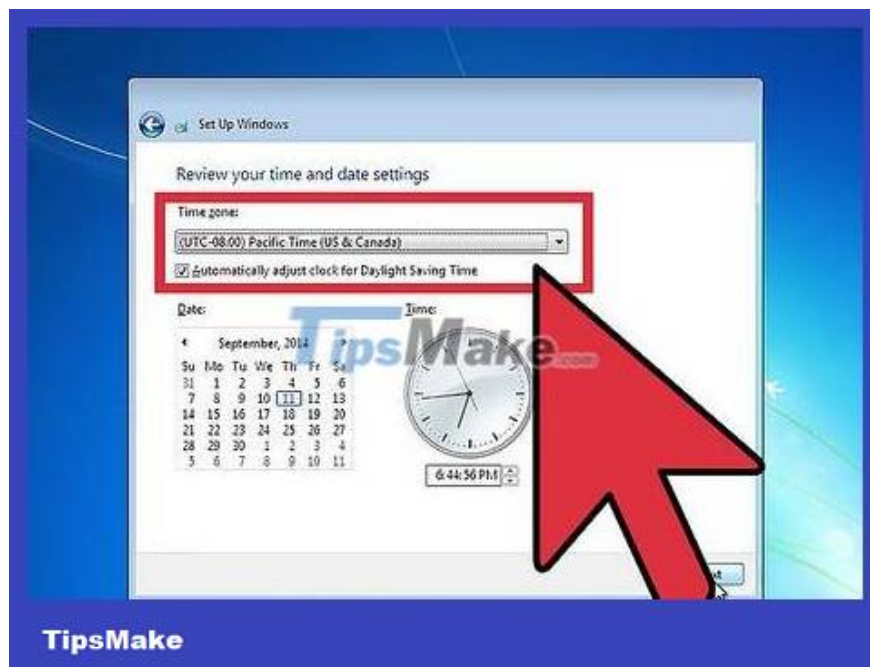 Set Up Windows
Review your time and date settings
Time zone:
(UTC-08:00) Pacific Time (US & Canada)
Automatically adjust clock for Daylight Saving Time
Date:
Time:
September, 2014
Su Mo Tu We Th Fr Sa
31 1 2 3 4 5 6
7 8 9 10 11 12 13
14 15 16 17 18 19 20
21 22 23 24 25 26 27
28 29 30 1 2 3 4
5 6 7 8 9 10 11
6:44:56 PM
TipsMake.com
TipsMake